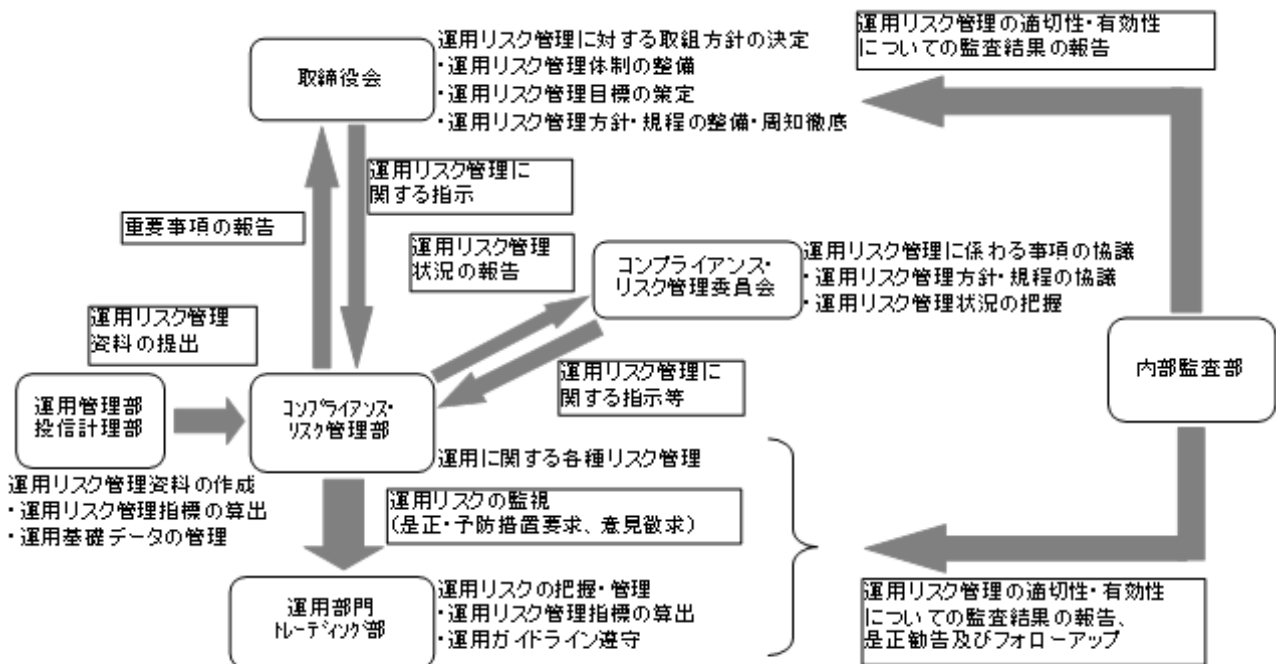 取締役会
運用リスク管理に対する取組方針の決定
・運用リスク管理体制の整備
・運用リスク管理目標の策定
・運用リスク管理方針・規程の整備・周知徹底
運用リスク管理の適切性・有効性
についての監査結果の報告
運用リスク管理に
関する指示
重要事項の報告
運用リスク管理
状況の報告
コンプライアンス・
リスク管理委員会
運用リスク管理に係わる事項の協議
・運用リスク管理方針・規程の協議
・運用リスク管理状況の把握
運用リスク管理
資料の提出
運用リスク管理に
関する指示等
内部監査部
運用管理部
投信計理部
コンプライアンス・
リスク管理部
運用に関する各種リスク管理
運用リスク管理資料の作成
・運用リスク管理指標の算出
・運用基礎データの管理
運用リスクの監視
(是正・予防措置要求、意見徴求)
運用部門
トレーディング部
運用リスクの把握・管理
・運用リスク管理指標の算出
・運用ガイドライン遵守
運用リスク管理の適切性・有効性
についての監査結果の報告、
是正勧告及びフォローアップ